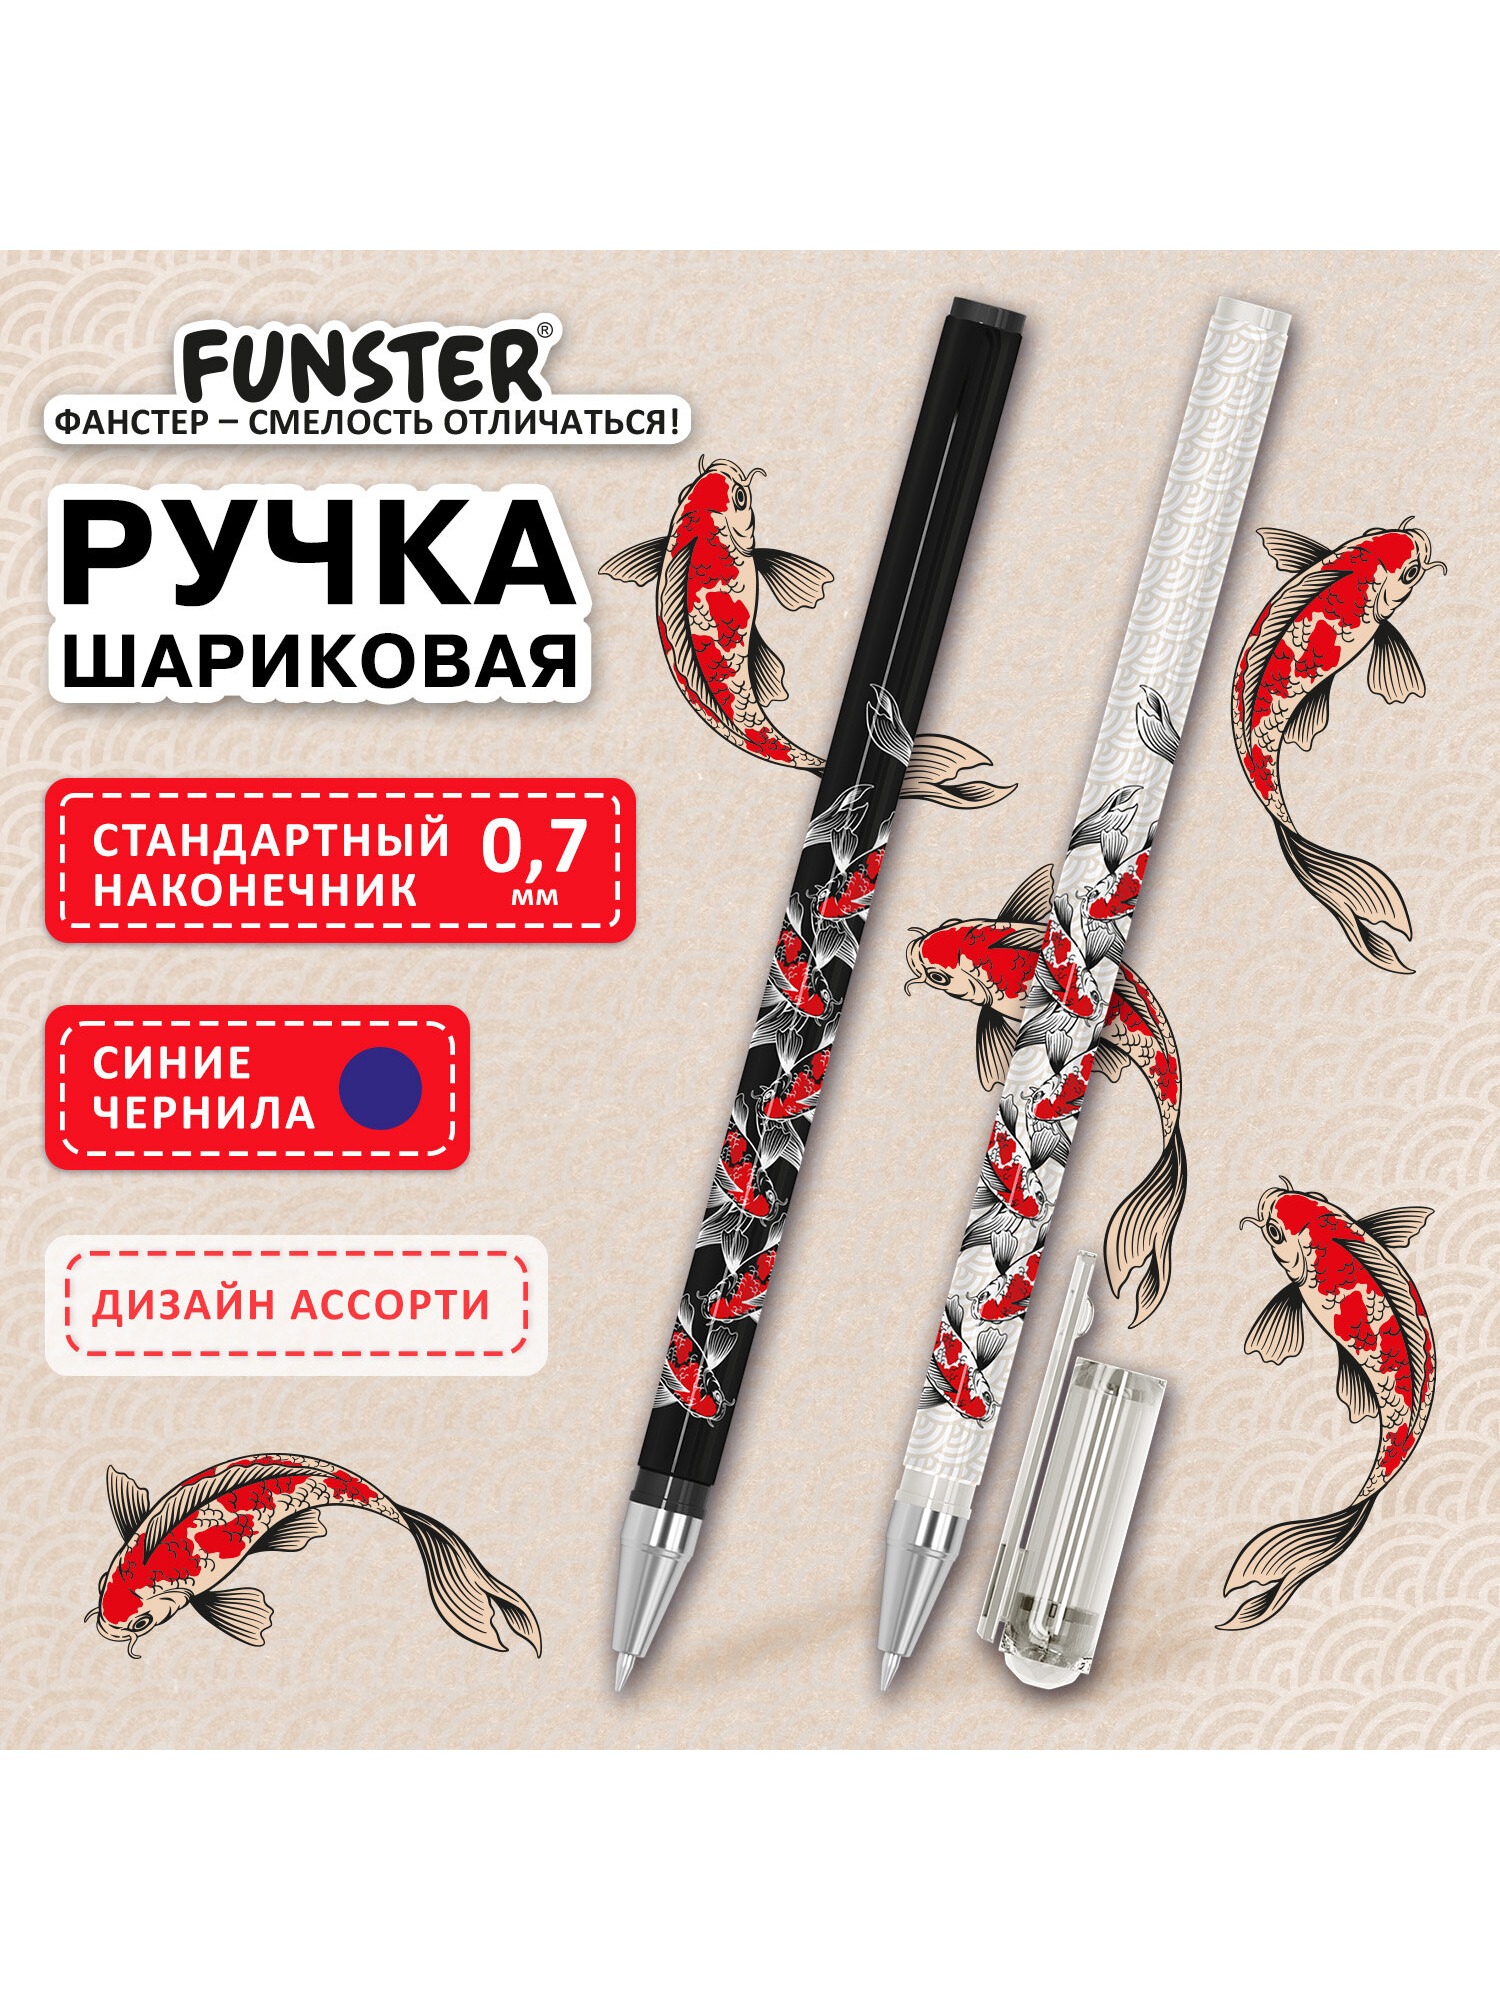 FUNSTER®
ФАНСТЕР – СМЕЛОСТЬ ОТЛИЧАТЬСЯ!
РУЧКА
ШАРИКОВАЯ
СТАНДАРТНЫЙ
НАКОНЕЧНИК
0,7
мм
СИНИЕ
ЧЕРНИЛА
ДИЗАЙН АССОРТИ